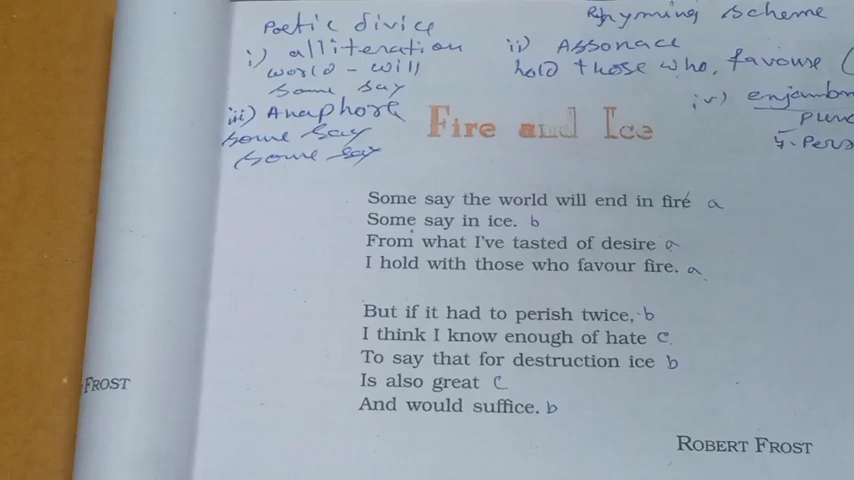 Poetic divice
Rhyming scheme
i) alliteration
ii) Assonace
world - will
hold those who, favouse (
some say
iii) Anaphora
iv) enjambm
some say
some say
Fire and Ice
Some say the world will end in fire a
Some say in ice. b
From what I've tasted of desire a
I hold with those who favour fire. a
But if it had to perish twice, b
I think I know enough of hate c
To say that for destruction ice b
Is also great c
And would suffice. b
FROST
ROBERT FROST